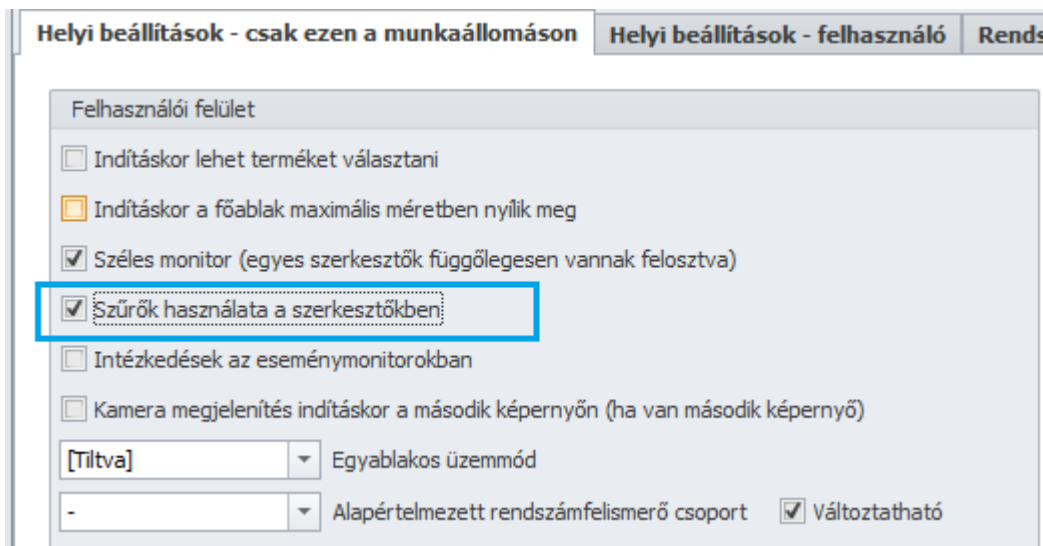 Helyi beállítások - csak ezen a munkaállomáson Helyi beállítások - felhasználó Rends
Felhasználói felület
Indításkor lehet terméket választani
Indításkor a főablak maximális méretben nyílik meg
Széles monitor (egyes szerkesztők függőlegesen vannak felosztva)
Szűrők használata a szerkesztőkben
Intézkedések az eseménymonitorokban
Kamera megjelenítés indításkor a második képernyőn (ha van második képernyő)
[Tiltva] Egyablakos üzemmód
- Alapértelmezett rendszámfelismerő csoport Változtatható